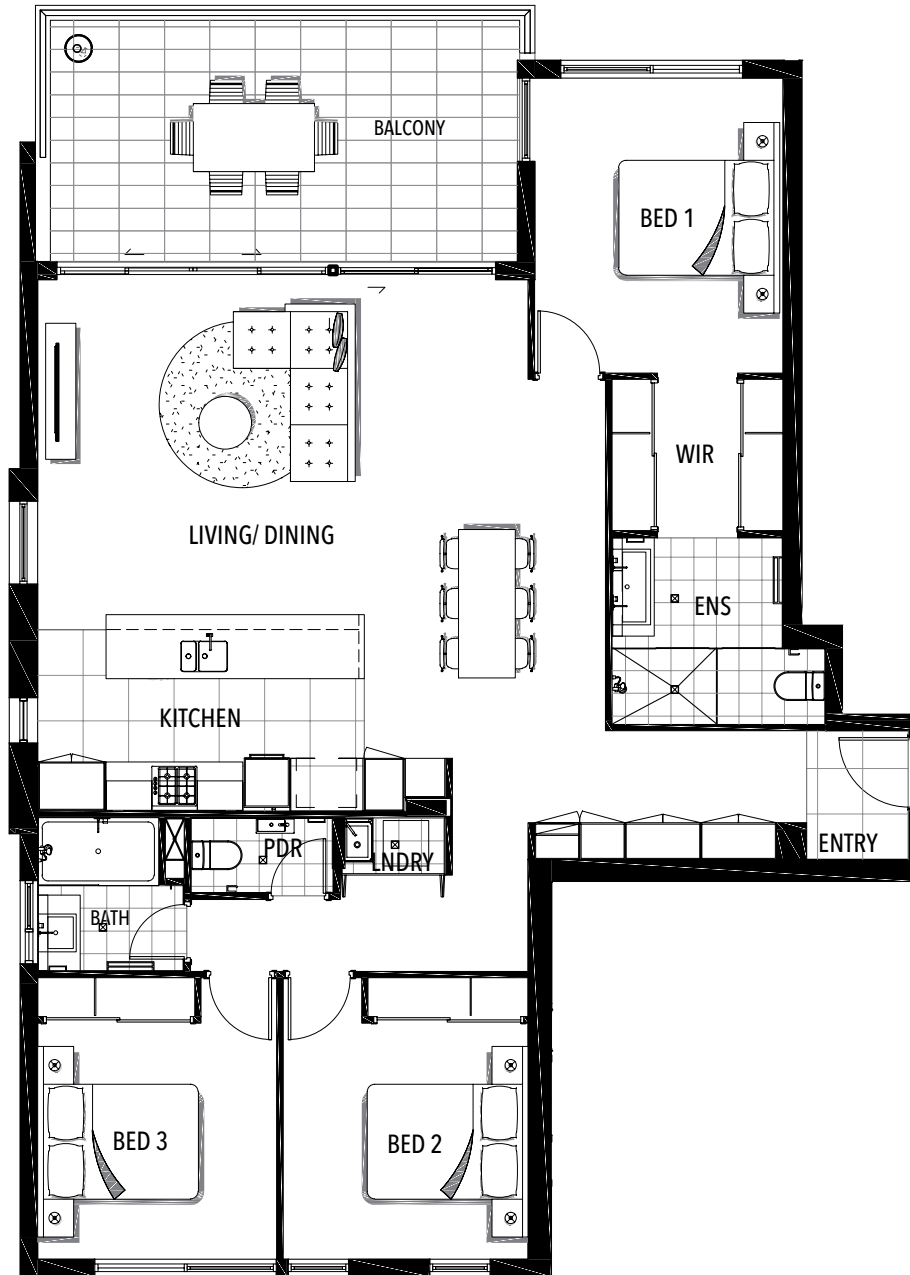 BALCONY
BED 1
WIR
LIVING/ DINING
ENS
KITCHEN
PDR
LNDRY
ENTRY
BATH
BED 3
BED 2